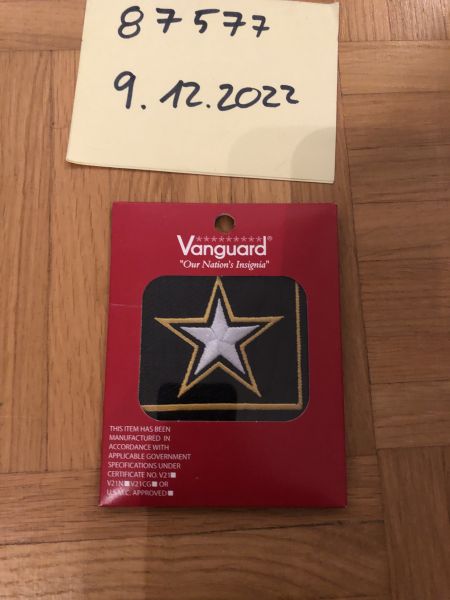 87577
9.12.2022
Vanguard®
"Our Nation's Insignia"
THIS ITEM HAS BEEN
MANUFACTURED IN
ACCORDANCE WITH
APPLICABLE GOVERNMENT
SPECIFICATIONS UNDER
CERTIFICATE NO. V21■
V21N■V21CG■ OR
U.S.M.C. APPROVED■